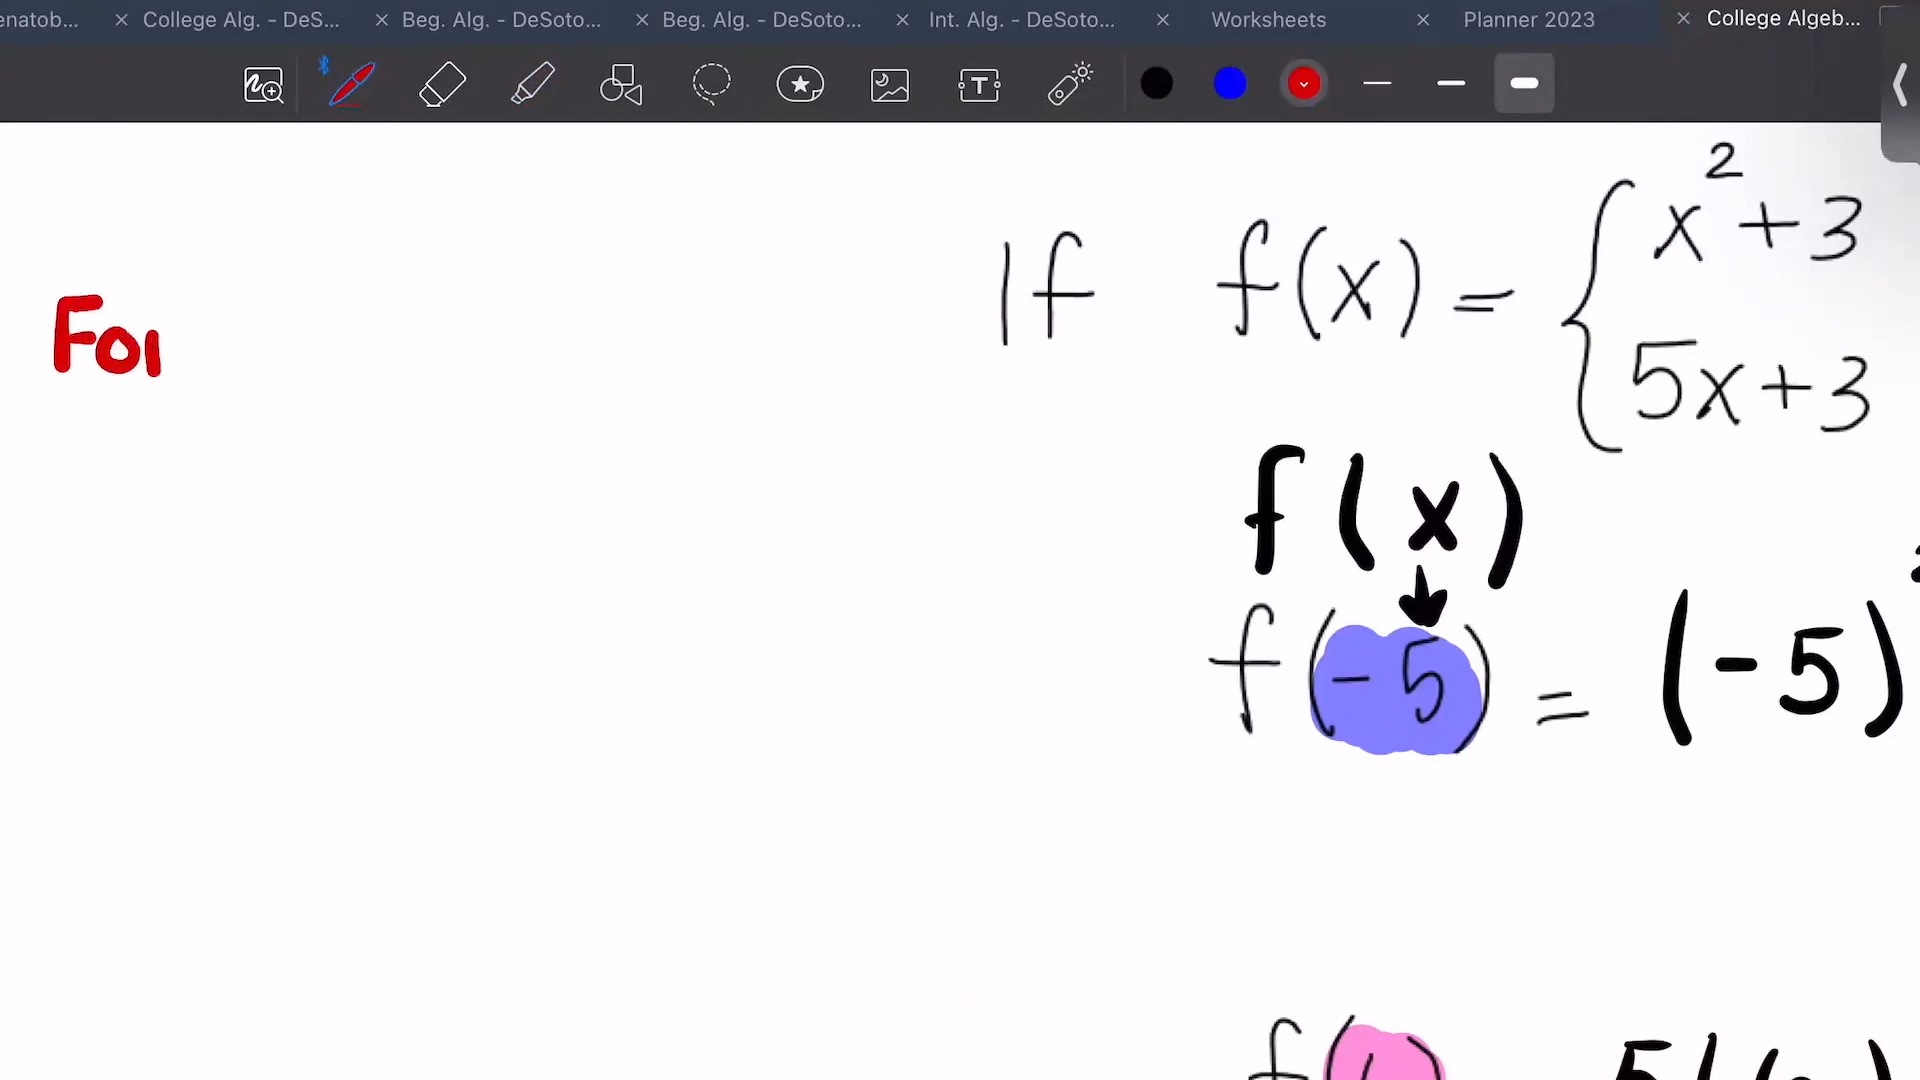 enatob... × College Alg. - DeS... × Beg. Alg. - DeSoto... × Beg. Alg. - DeSoto... × Int. Alg. - DeSoto... × Worksheets × Planner 2023 × College Algeb...
If f(x) = { x² + 3
5x + 3
Fo
f(x)
f(-5) = (-5)
f(